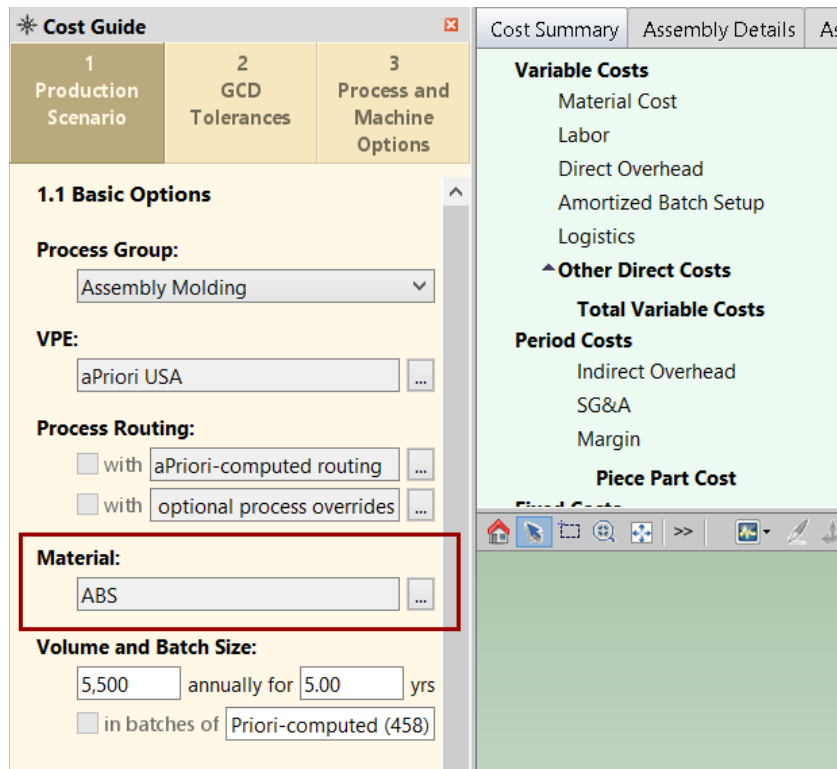 Cost Guide
1
Production
Scenario
2
GCD
Tolerances
3
Process and
Machine
Options
1.1 Basic Options
Process Group:
Assembly Molding
VPE:
aPriori USA
...
Process Routing:
with aPriori-computed routing ...
with optional process overrides ...
Material:
ABS
...
Volume and Batch Size:
5,500 annually for 5.00 yrs
in batches of Priori-computed (458)
Cost Summary Assembly Details
Variable Costs
Material Cost
Labor
Direct Overhead
Amortized Batch Setup
Logistics
Other Direct Costs
Total Variable Costs
Period Costs
Indirect Overhead
SG&A
Margin
Piece Part Cost
>>